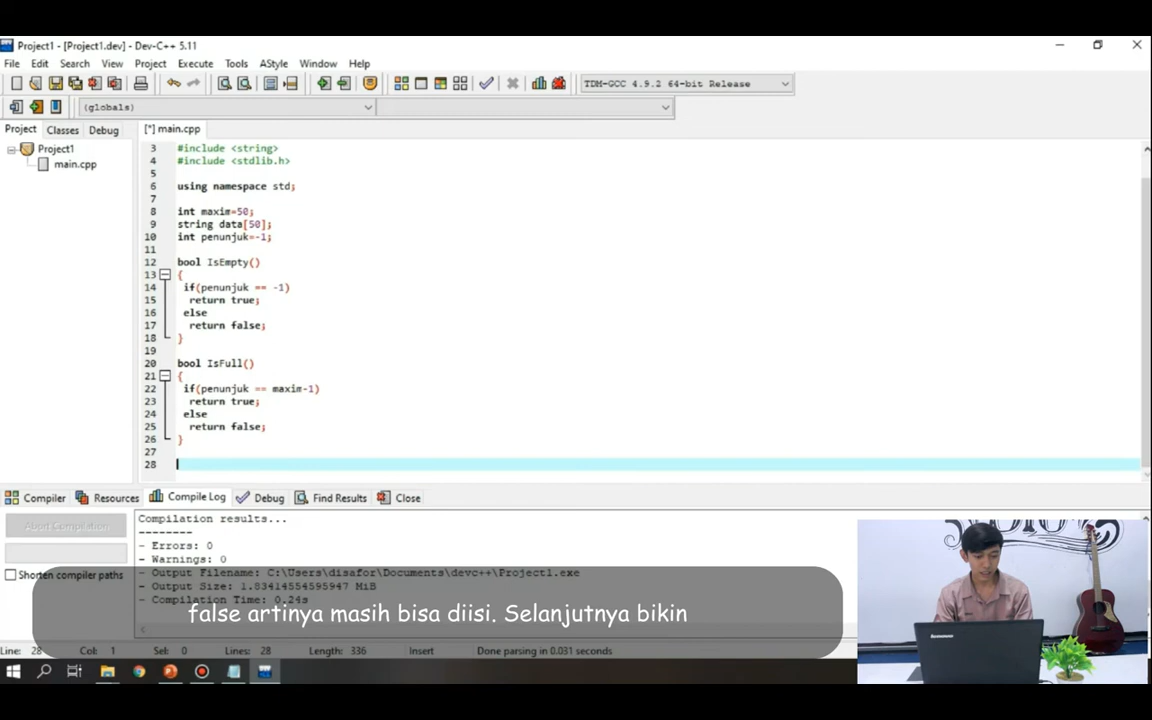 Project1 - [Project1.dev] - Dev-C++ 5.11
File Edit Search View Project Execute Tools AStyle Window Help
TDM-GCC 4.9.2 64-bit Release
(globals)
Project Classes Debug [*] main.cpp
Project1
main.cpp
3 #include <string>
4 #include <stdlib.h>
5
6 using namespace std;
7
8 int maxim=50;
9 string data[50];
10 int penunjuk=-1;
11
12 bool IsEmpty()
13 {
14 if(penunjuk == -1)
15 return true;
16 else
17 return false;
18 }
19
20 bool IsFull()
21 {
22 if(penunjuk == maxim-1)
23 return true;
24 else
25 return false;
26 }
27
28
Compiler Resources Compile Log Debug Find Results Close
Abort Compilation
Shorten compiler paths
Compilation results...
--------
- Errors: 0
- Warnings: 0
- Output Filename: C:\Users\disafor\Documents\devc++\Project1.exe
- Output Size: 1.83414554595947 MiB
- Compilation Time: 0.24s
false artinya masih bisa diisi. Selanjutnya bikin
Line: 28 Col: 1 Sel: 0 Lines: 28 Length: 336 Insert Done parsing in 0.031 seconds